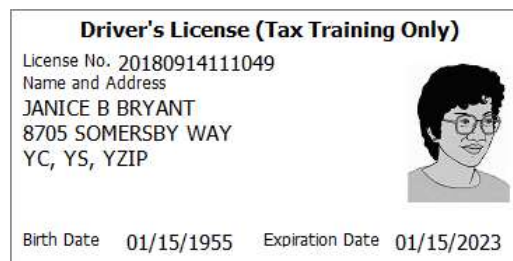 Driver's License (Tax Training Only)
License No. 20180914111049
Name and Address
JANICE B BRYANT
8705 SOMERSBY WAY
YC, YS, YZIP
Birth Date 01/15/1955 Expiration Date 01/15/2023